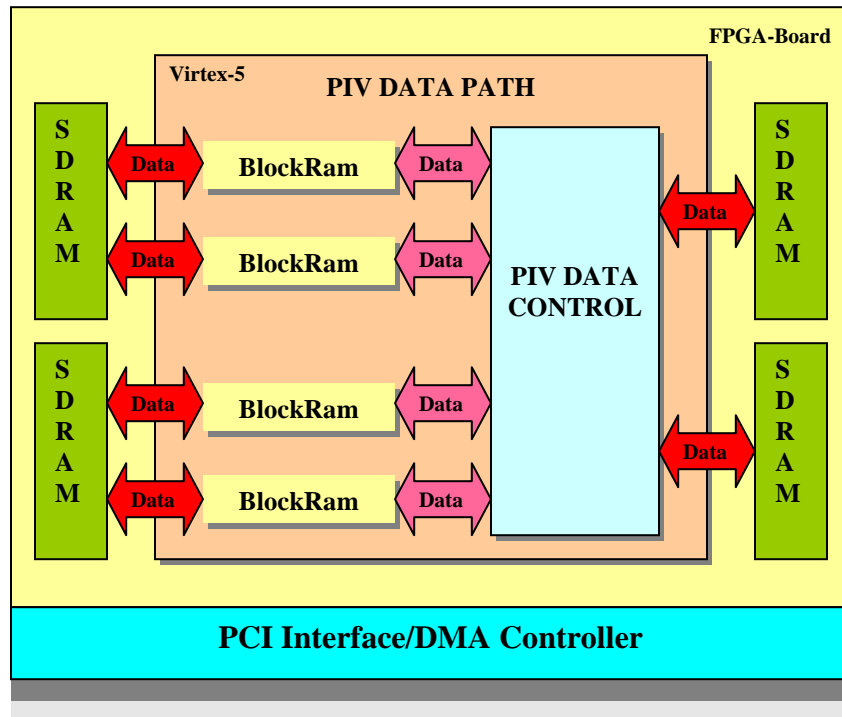 FPGA-Board
Virtex-5
PIV DATA PATH
S
D
R
A
M
Data
BlockRam
Data
Data
BlockRam
Data
PIV DATA
CONTROL
Data
S
D
R
A
M
S
D
R
A
M
Data
BlockRam
Data
Data
BlockRam
Data
Data
S
D
R
A
M
PCI Interface/DMA Controller